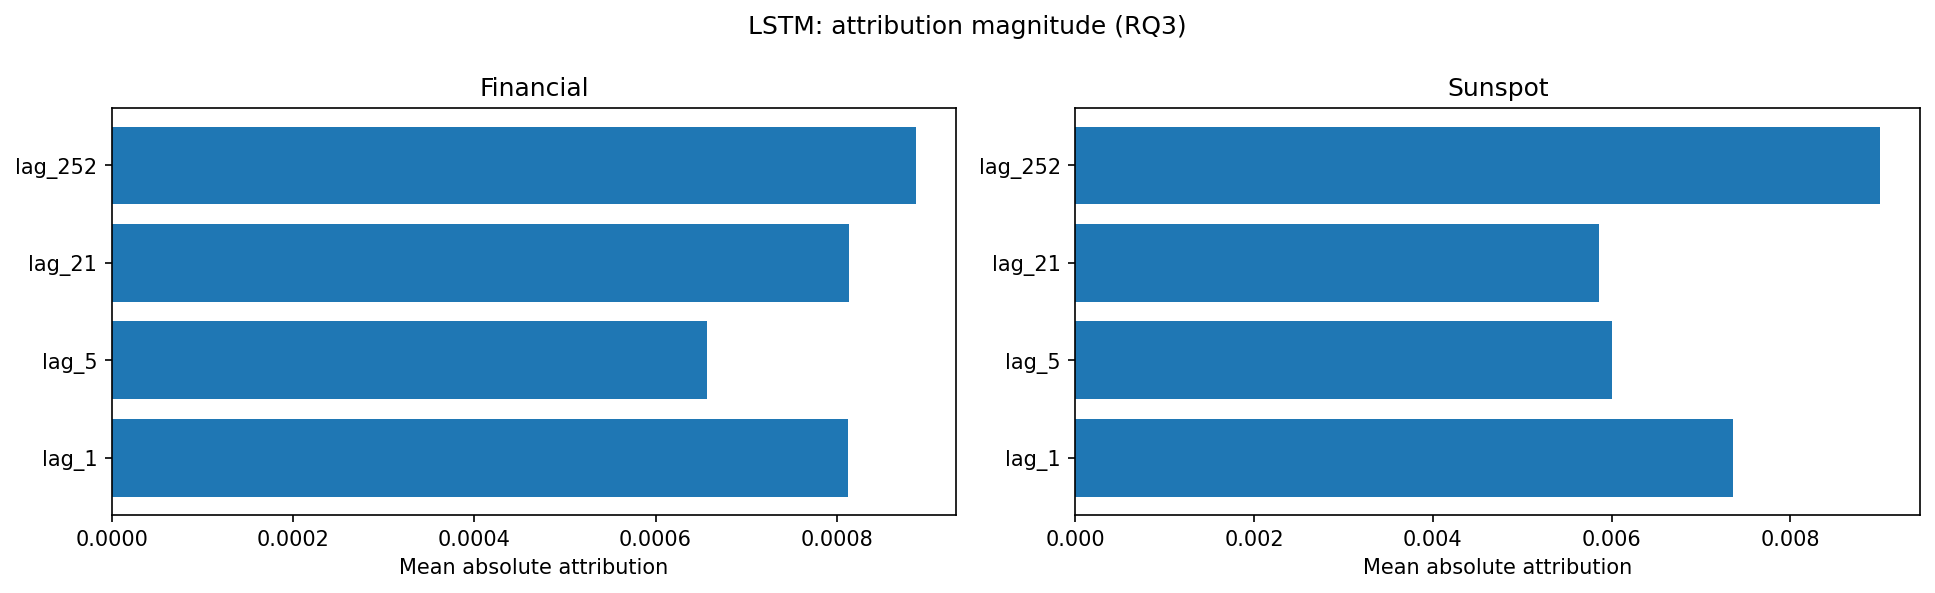 LSTM: attribution magnitude (RQ3)
Financial
lag_252
lag_21
lag_5
lag_1
0.0000 0.0002 0.0004 0.0006 0.0008
Mean absolute attribution
Sunspot
lag_252
lag_21
lag_5
lag_1
0.000 0.002 0.004 0.006 0.008
Mean absolute attribution